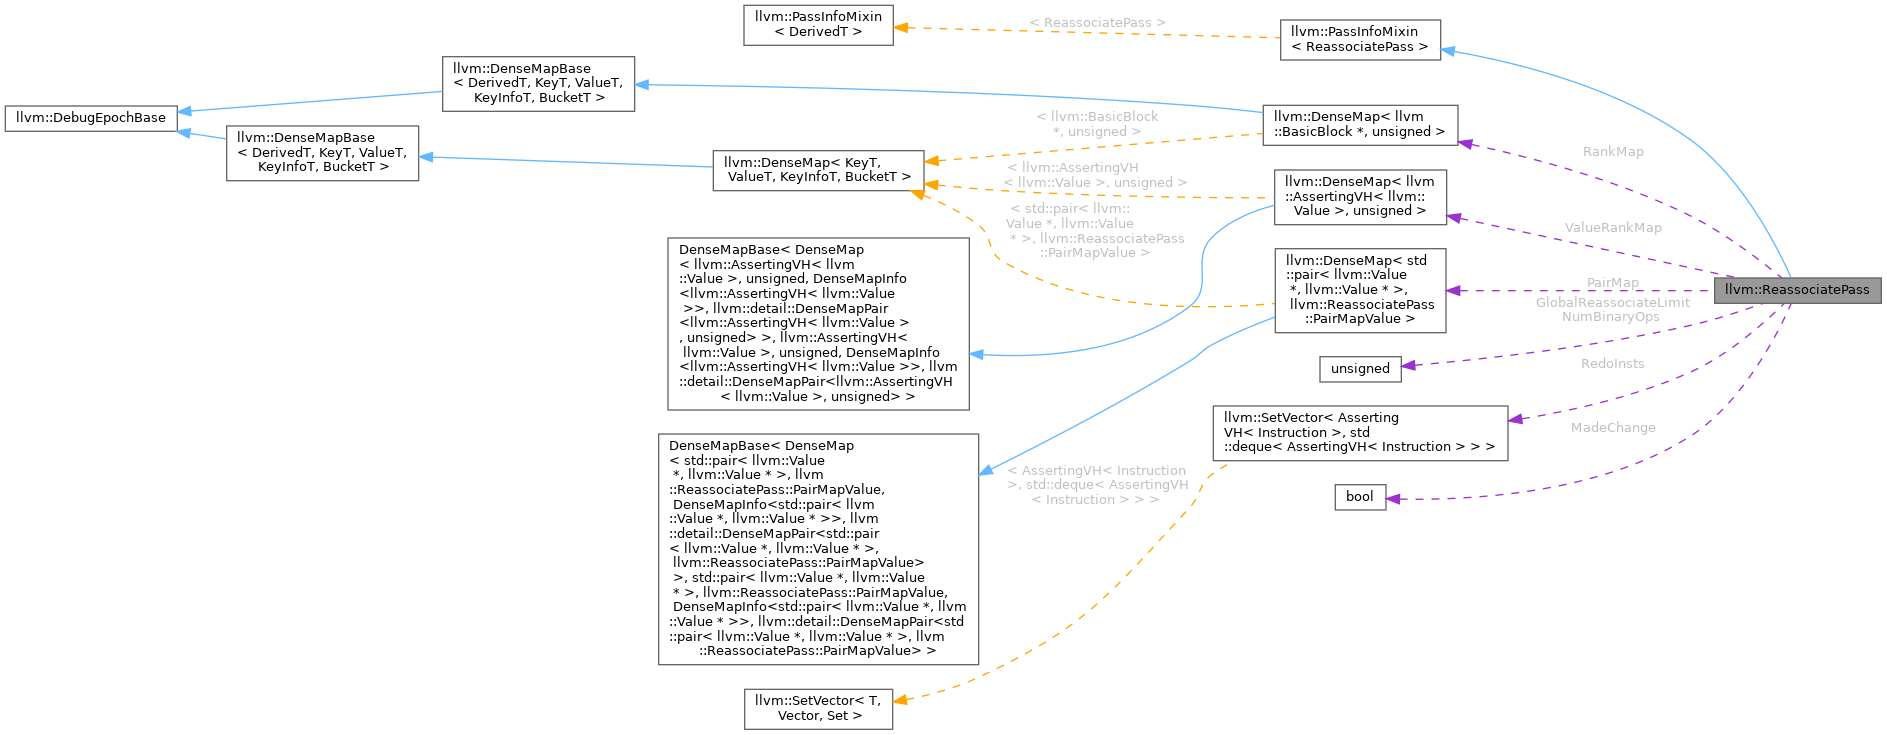 llvm::PassInfoMixin
< DerivedT >
< ReassociatePass >
llvm::PassInfoMixin
< ReassociatePass >
llvm::DenseMapBase
< DerivedT, KeyT, ValueT,
KeyInfoT, BucketT >
llvm::DebugEpochBase
llvm::DenseMapBase
< DerivedT, KeyT, ValueT,
KeyInfoT, BucketT >
llvm::DenseMap< KeyT,
ValueT, KeyInfoT, BucketT >
< llvm::BasicBlock
*, unsigned >
llvm::DenseMap< llvm
::BasicBlock *, unsigned >
RankMap
< llvm::AssertingVH
< llvm::Value >, unsigned >
llvm::DenseMap< llvm
::AssertingVH< llvm::
Value >, unsigned >
ValueRankMap
< std::pair< llvm::
Value *, llvm::Value
* >, llvm::ReassociatePass
::PairMapValue >
llvm::DenseMap< std
::pair< llvm::Value
*, llvm::Value * >,
llvm::ReassociatePass
::PairMapValue >
PairMap
llvm::ReassociatePass
GlobalReassociateLimit
NumBinaryOps
DenseMapBase< DenseMap
< llvm::AssertingVH< llvm
::Value >, unsigned, DenseMapInfo
<llvm::AssertingVH< llvm::Value
>>, llvm::detail::DenseMapPair
<llvm::AssertingVH< llvm::Value >
, unsigned> >, llvm::AssertingVH<
llvm::Value >, unsigned, DenseMapInfo
<llvm::AssertingVH< llvm::Value >>, llvm
::detail::DenseMapPair<llvm::AssertingVH
< llvm::Value >, unsigned> >
unsigned
RedoInsts
llvm::SetVector< Asserting
VH< Instruction >, std
::deque< AssertingVH< Instruction > > >
MadeChange
bool
DenseMapBase< DenseMap
< std::pair< llvm::Value
*, llvm::Value * >, llvm
::ReassociatePass::PairMapValue,
DenseMapInfo<std::pair< llvm
::Value *, llvm::Value * >>, llvm
::detail::DenseMapPair<std::pair
< llvm::Value *, llvm::Value * >,
llvm::ReassociatePass::PairMapValue>
>, std::pair< llvm::Value *, llvm::Value
* >, llvm::ReassociatePass::PairMapValue,
DenseMapInfo<std::pair< llvm::Value *, llvm
::Value * >>, llvm::detail::DenseMapPair<std
::pair< llvm::Value *, llvm::Value * >, llvm
::ReassociatePass::PairMapValue> >
< AssertingVH< Instruction
>, std::deque< AssertingVH
< Instruction > > >
llvm::SetVector< T,
Vector, Set >